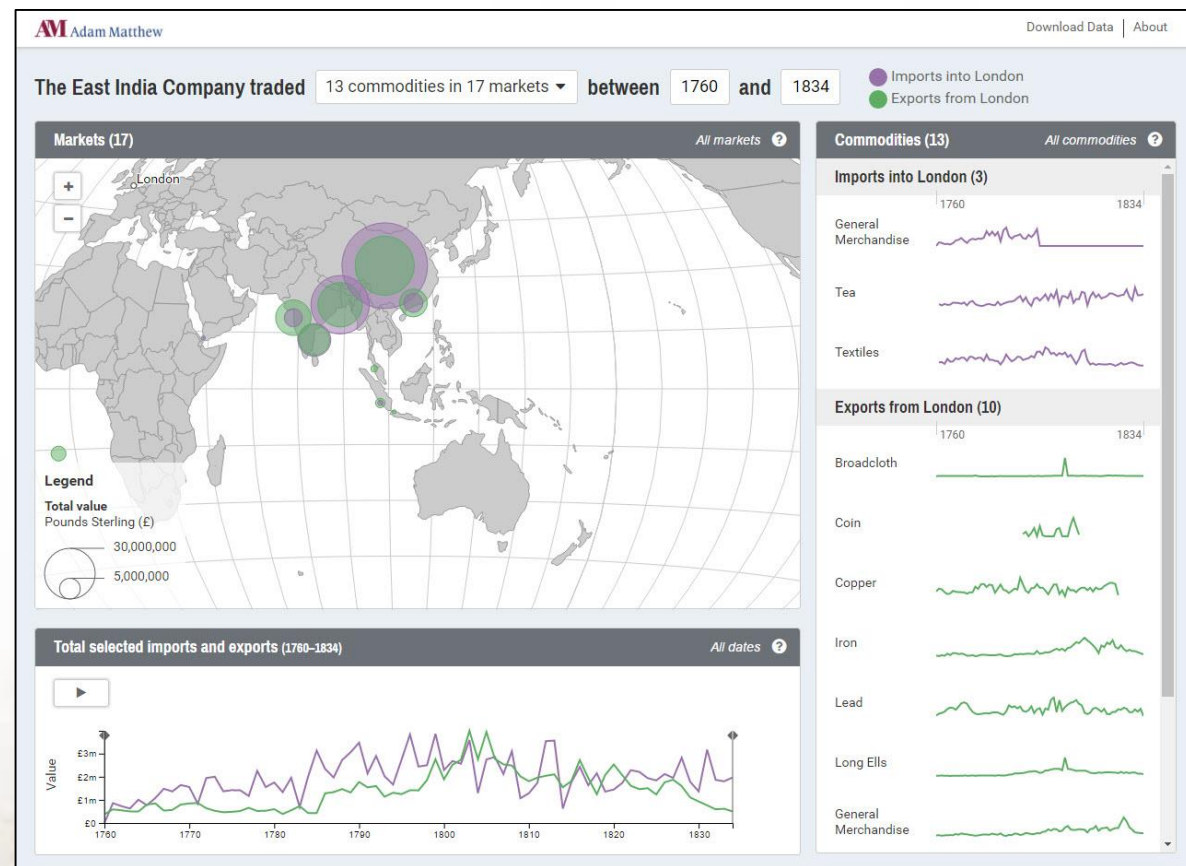 AM Adam Matthew
Download Data | About
The East India Company traded 13 commodities in 17 markets between 1760 and 1834
Imports into London
Exports from London
Markets (17) All markets ?
+
London
−
Legend
Total value
Pounds Sterling (£)
30,000,000
5,000,000
Commodities (13) All commodities ?
Imports into London (3)
1760 1834
General
Merchandise
Tea
Textiles
Exports from London (10)
1760 1834
Broadcloth
Coin
Copper
Iron
Lead
Long Ells
General
Merchandise
Total selected imports and exports (1760–1834) All dates ?
Value
£3m
£2m
£1m
£0
1760 1770 1780 1790 1800 1810 1820 1830